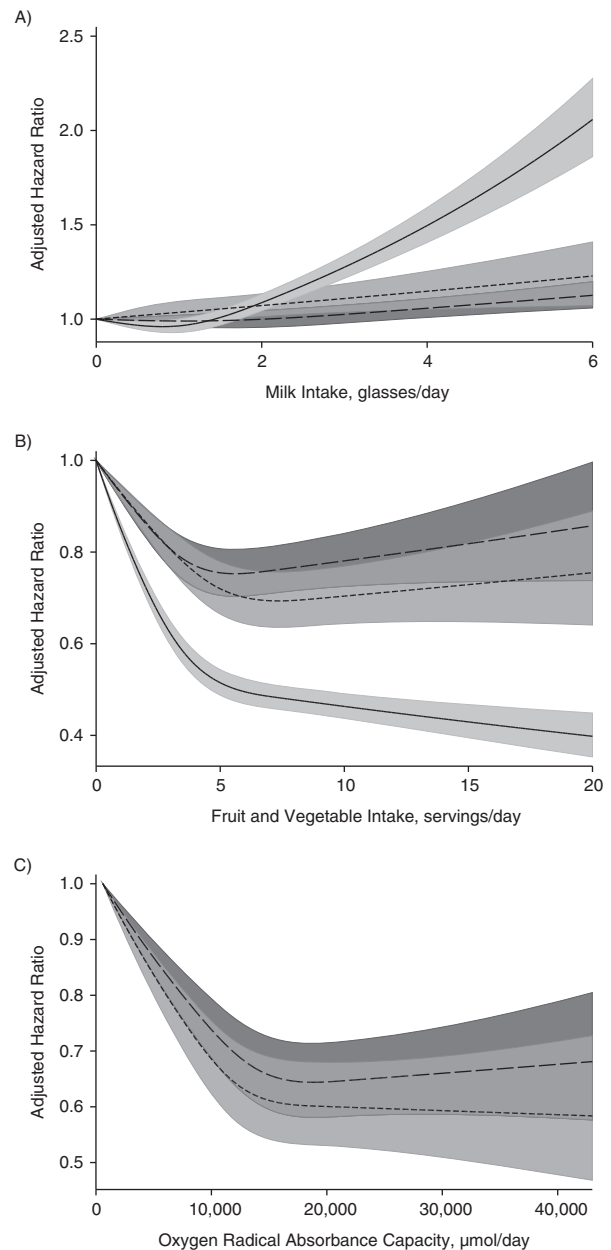 A)
2.5
2.0
1.5
1.0
Adjusted Hazard Ratio
0 2 4 6
Milk Intake, glasses/day
B)
1.0
0.8
0.6
0.4
Adjusted Hazard Ratio
0 5 10 15 20
Fruit and Vegetable Intake, servings/day
C)
1.0
0.9
0.8
0.7
0.6
0.5
Adjusted Hazard Ratio
0 10,000 20,000 30,000 40,000
Oxygen Radical Absorbance Capacity, μmol/day